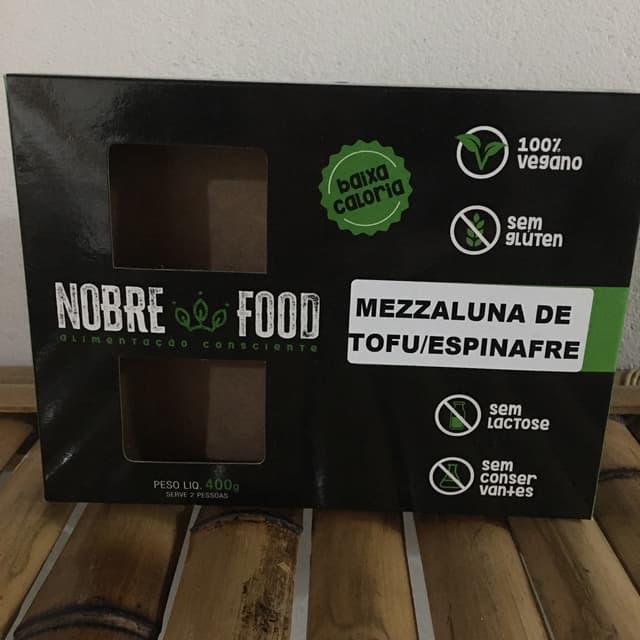 baixa
caloria
100%
vegano
sem
glúten
NOBRE FOOD
alimentação consciente
MEZZALUNA DE
TOFU/ESPINAFRE
sem
lactose
sem
conser
vantes
PESO LIQ. 400g
SERVE 2 PESSOAS